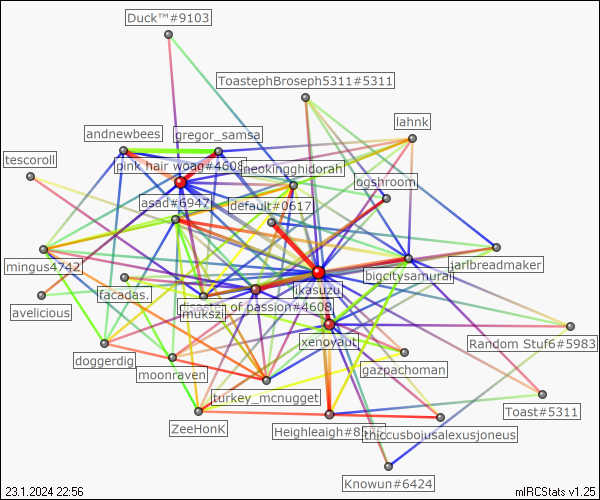 Duck™#9103
ToastephBroseph5311#5311
lahnk
andnewbees
gregor_samsa
tescoroll
pink hair woag#4608
neokingghidorah
ogshroom
asad#6947
default#0617
mingus4742
jarlbreadmaker
bigcitysamurai
ikasuzu
facadas.
disaster of passion#4608
mukszi
avelicious
xenoyaut
Random Stuf6#5983
doggerdig
moonraven
gazpachoman
turkey_mcnugget
Toast#5311
ZeeHonK
Heighleigh#8
thiccusboiusalexusjoneus
Knowun#6424
23.1.2024 22:56
mIRCStats v1.25